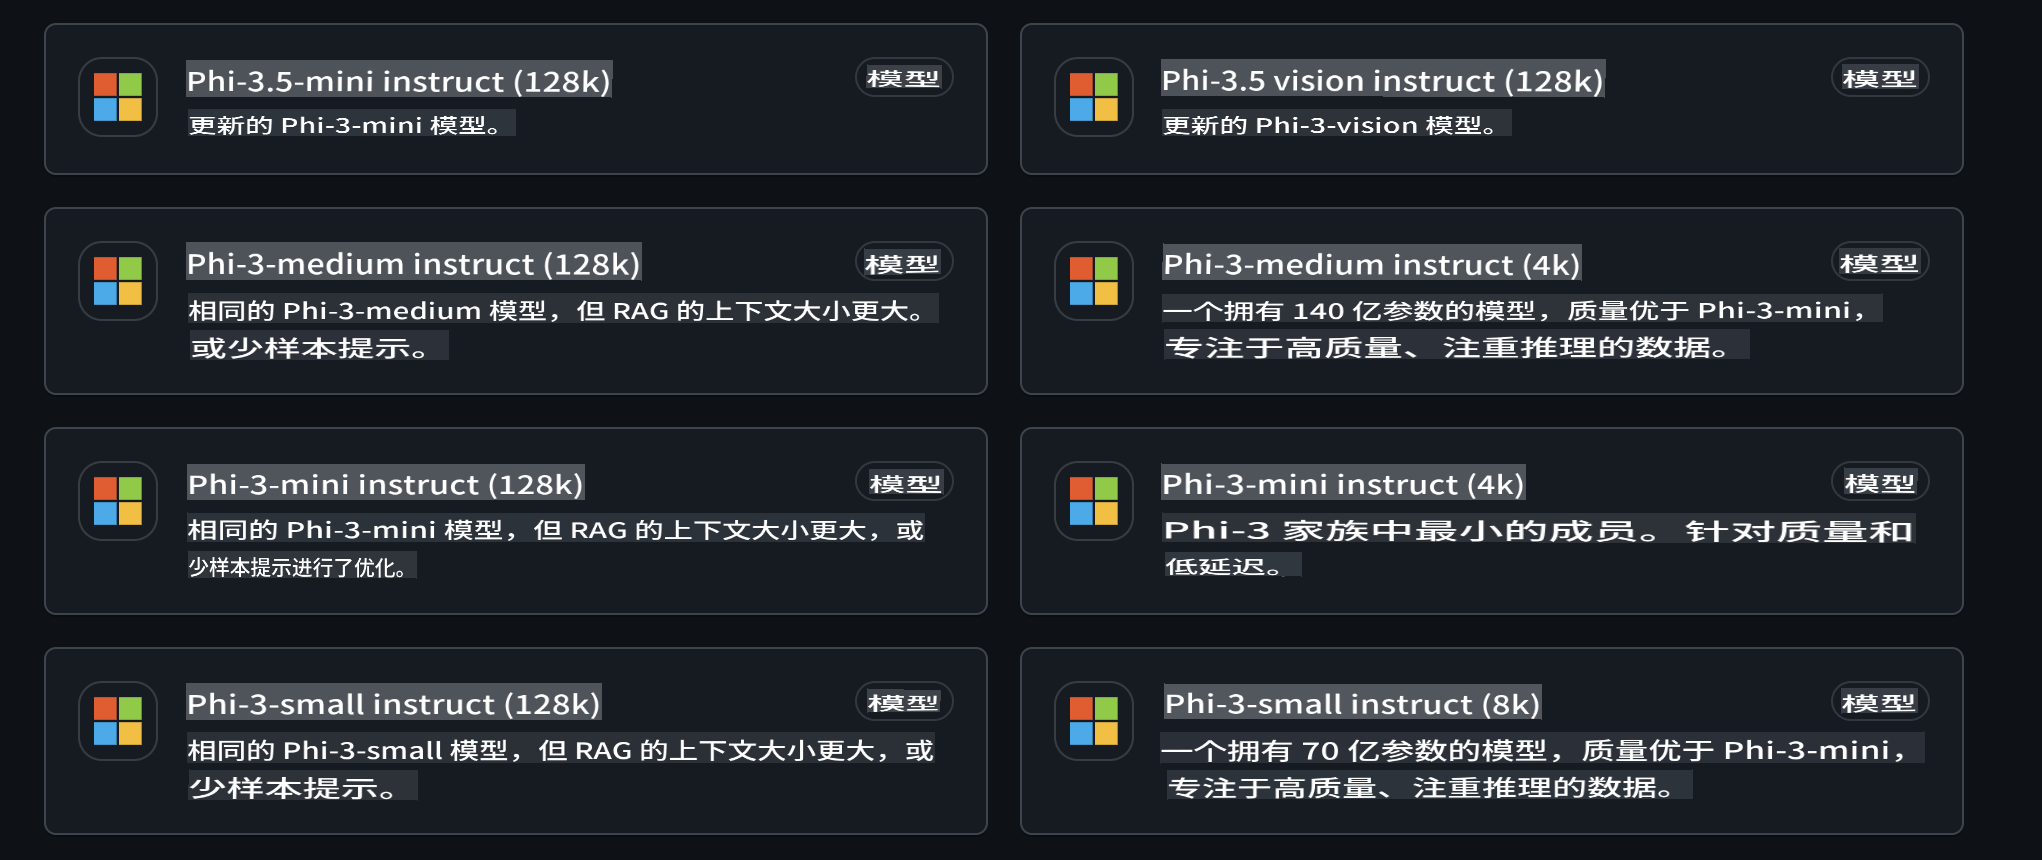 Phi-3.5-mini instruct (128k)
模型
更新的 Phi-3-mini 模型。
Phi-3.5 vision instruct (128k)
模型
更新的 Phi-3-vision 模型。
Phi-3-medium instruct (128k)
模型
相同的 Phi-3-medium 模型，但 RAG 的上下文大小更大。
或少样本提示。
Phi-3-medium instruct (4k)
模型
一个拥有 140 亿参数的模型，质量优于 Phi-3-mini，
专注于高质量、注重推理的数据。
Phi-3-mini instruct (128k)
模型
相同的 Phi-3-mini 模型，但 RAG 的上下文大小更大，或
少样本提示进行了优化。
Phi-3-mini instruct (4k)
模型
Phi-3 家族中最小的成员。针对质量和
低延迟。
Phi-3-small instruct (128k)
模型
相同的 Phi-3-small 模型，但 RAG 的上下文大小更大，或
少样本提示。
Phi-3-small instruct (8k)
模型
一个拥有 70 亿参数的模型，质量优于 Phi-3-mini，
专注于高质量、注重推理的数据。